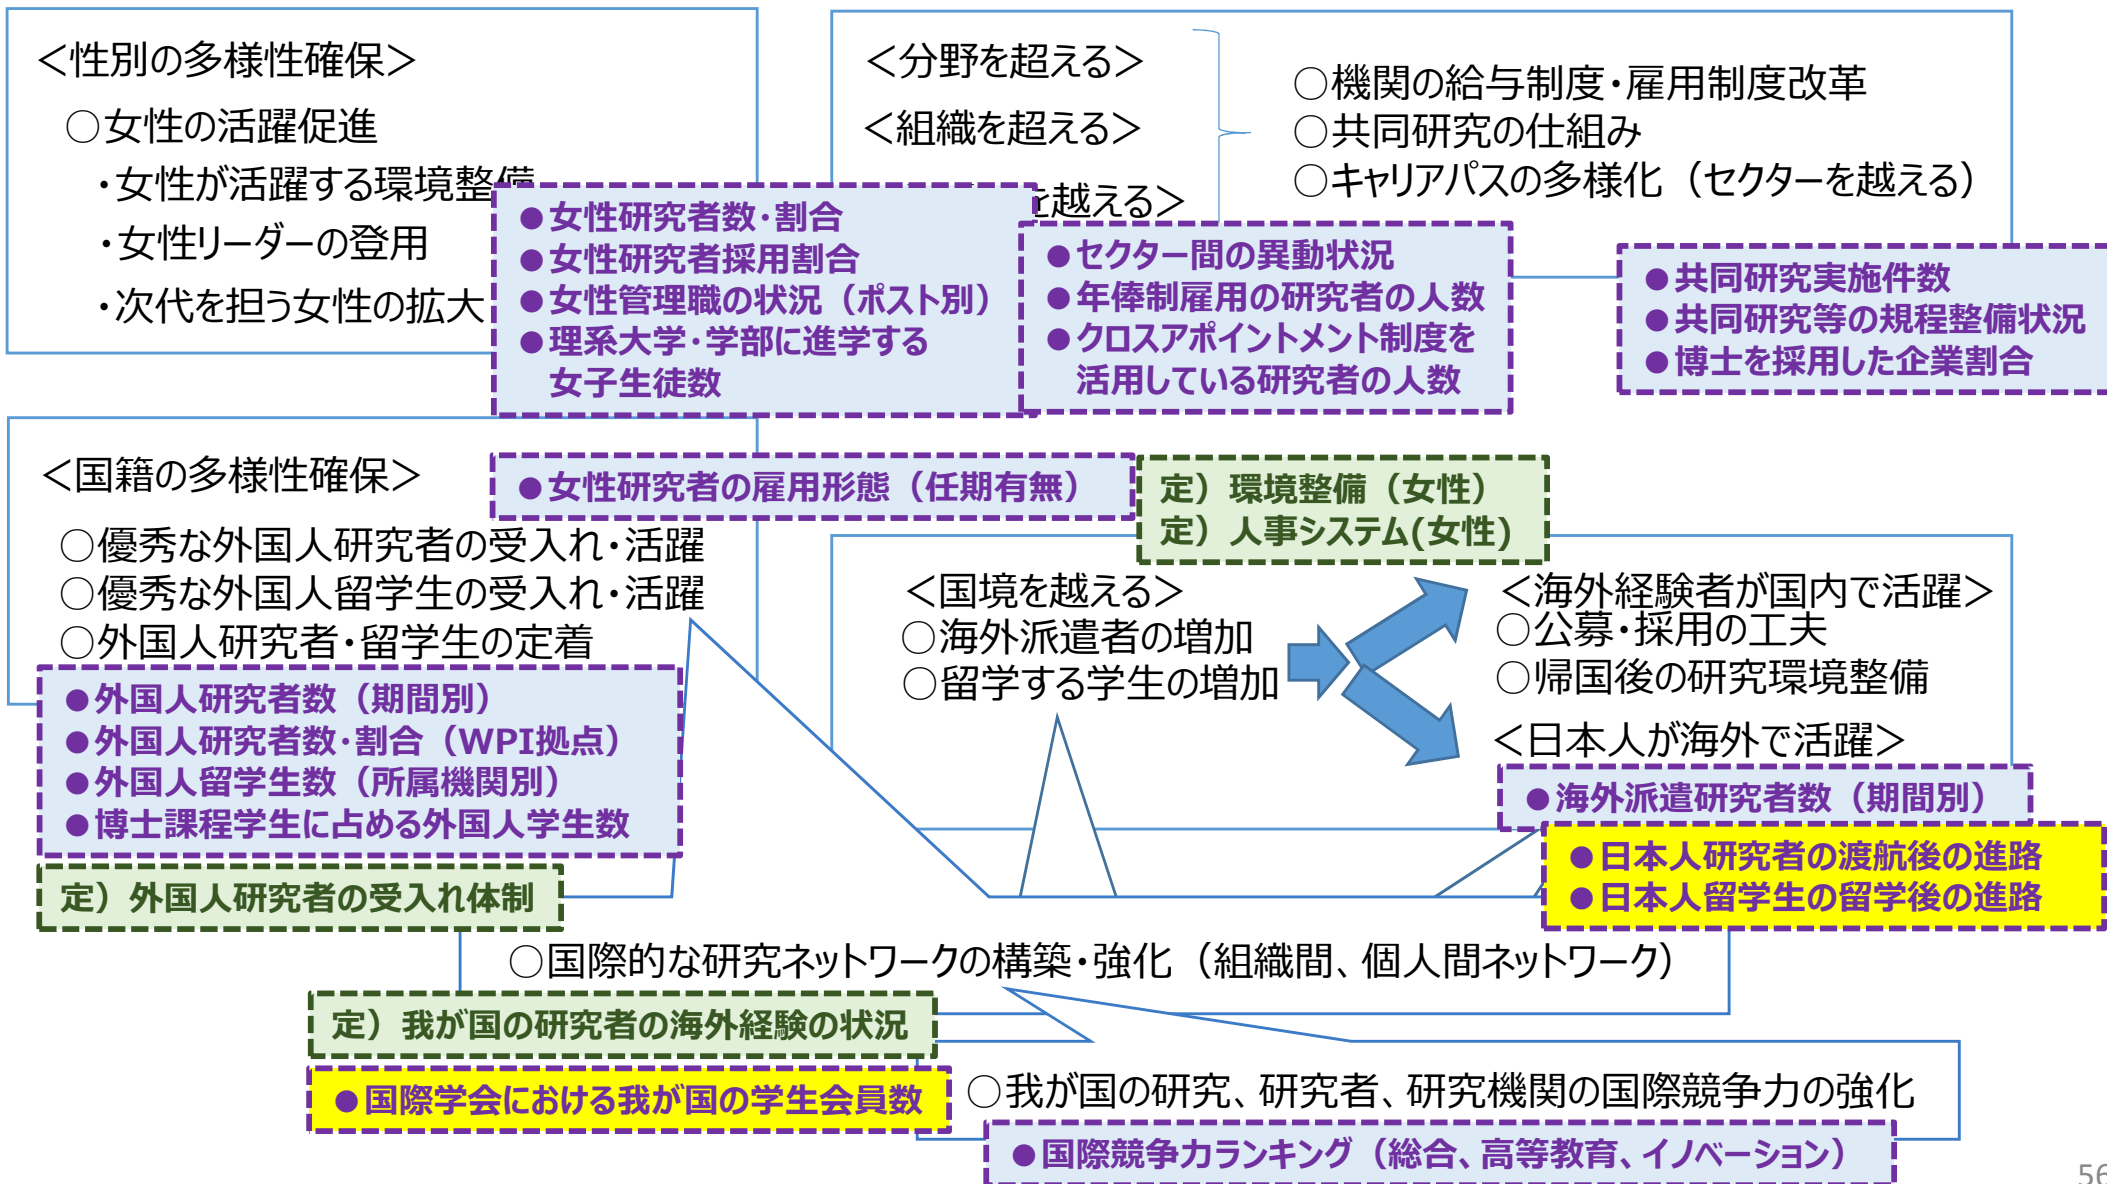 ＜性別の多様性確保＞
○女性の活躍促進
・女性が活躍する環境整備
・女性リーダーの登用
・次代を担う女性の拡大
●女性研究者数・割合
●女性研究者採用割合
●女性管理職の状況（ポスト別）
●理系大学・学部に進学する
女子生徒数
＜分野を超える＞
＜組織を超える＞
を越える＞
○機関の給与制度・雇用制度改革
○共同研究の仕組み
○キャリアパスの多様化（セクターを越える）
●セクター間の異動状況
●年俸制雇用の研究者の人数
●クロスアポイントメント制度を
活用している研究者の人数
●共同研究実施件数
●共同研究等の規程整備状況
●博士を採用した企業割合
＜国籍の多様性確保＞
●女性研究者の雇用形態（任期有無）
定）環境整備（女性）
定）人事システム(女性)
○優秀な外国人研究者の受入れ・活躍
○優秀な外国人留学生の受入れ・活躍
○外国人研究者・留学生の定着
●外国人研究者数（期間別）
●外国人研究者数・割合（WPI拠点）
●外国人留学生数（所属機関別）
●博士課程学生に占める外国人学生数
定）外国人研究者の受入れ体制
＜国境を越える＞
○海外派遣者の増加
○留学する学生の増加
＜海外経験者が国内で活躍＞
○公募・採用の工夫
○帰国後の研究環境整備
＜日本人が海外で活躍＞
●海外派遣研究者数（期間別）
●日本人研究者の渡航後の進路
●日本人留学生の留学後の進路
○国際的な研究ネットワークの構築・強化（組織間、個人間ネットワーク）
定）我が国の研究者の海外経験の状況
●国際学会における我が国の学生会員数
○我が国の研究、研究者、研究機関の国際競争力の強化
●国際競争力ランキング（総合、高等教育、イノベーション）
56